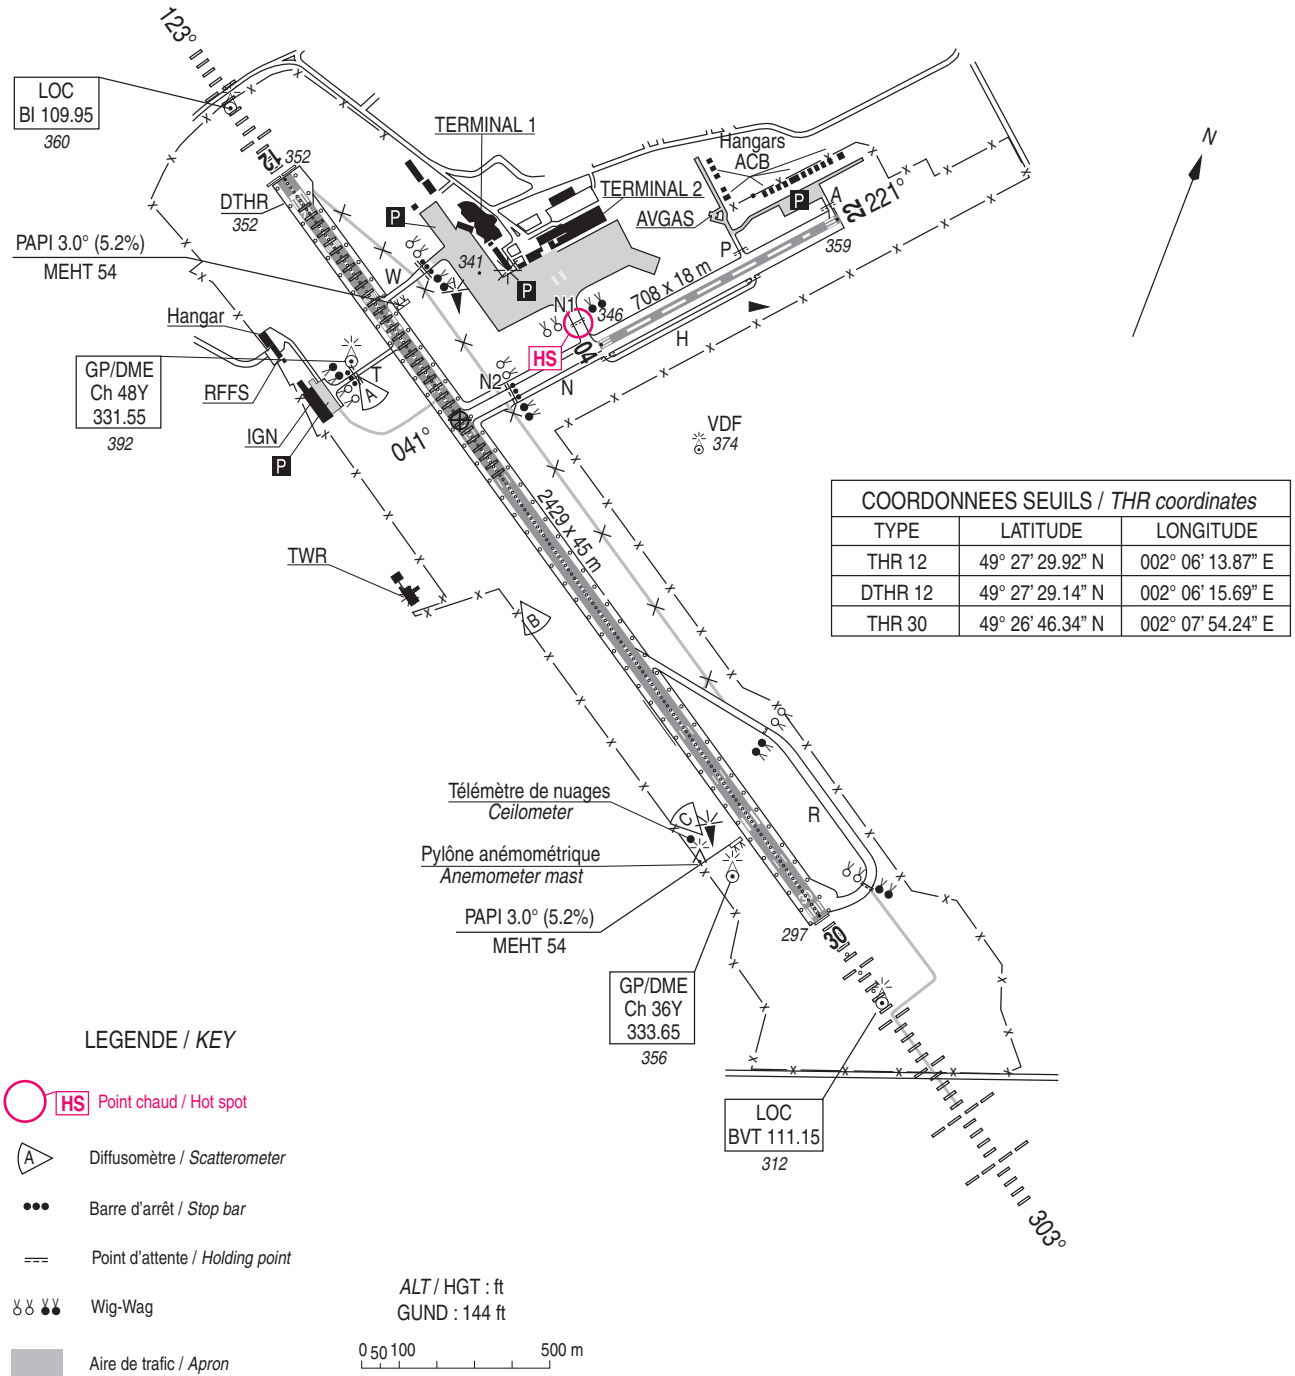 123°
N
LOC
BI 109.95
360
TERMINAL 1
Hangars
ACB
12
352
TERMINAL 2
P
A
DTHR
352
P
AVGAS
22
221°
PAPI 3.0° (5.2%)
MEHT 54
W
341
P
359
P
708 x 18 m
N1
346
Hangar
HS
04
H
GP/DME
Ch 48Y
331.55
392
T
A
N2
N
RFFS
IGN
041°
VDF
374
P
2429 x 45 m
COORDONNEES SEUILS / THR coordinates
TYPE LATITUDE LONGITUDE
THR 12 49° 27’ 29.92” N 002° 06’ 13.87” E
DTHR 12 49° 27’ 29.14” N 002° 06’ 15.69” E
THR 30 49° 26’ 46.34” N 002° 07’ 54.24” E
TWR
B
Télémètre de nuages
Ceilometer
C
R
Pylône anémométrique
Anemometer mast
PAPI 3.0° (5.2%)
MEHT 54
297
30
GP/DME
Ch 36Y
333.65
356
LOC
BVT 111.15
312
303°
LEGENDE / KEY
HS Point chaud / Hot spot
A Diffusomètre / Scatterometer
Barre d’arrêt / Stop bar
Point d’attente / Holding point
Wig-Wag
Aire de trafic / Apron
ALT / HGT : ft
GUND : 144 ft
0 50 100 500 m